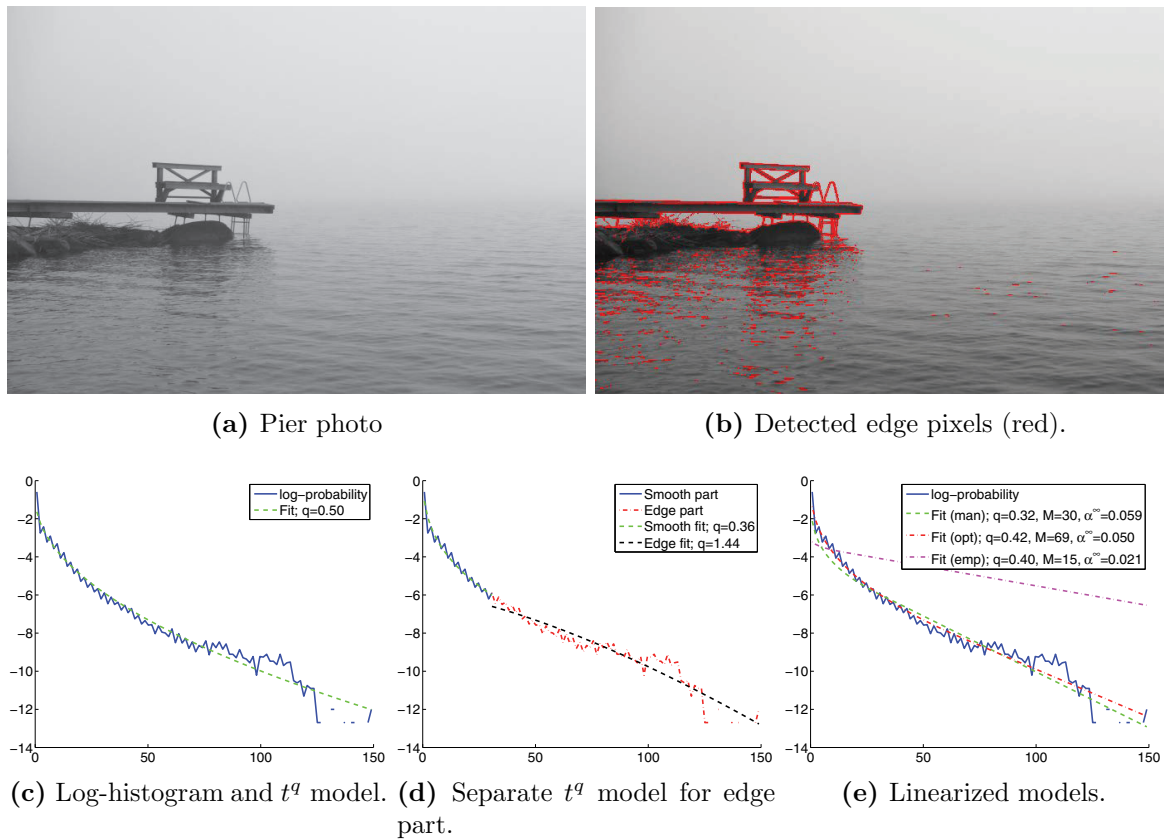 (a) Pier photo
(b) Detected edge pixels (red).
0
−2
−4
−6
−8
−10
−12
−14
0 50 100 150
log−probability
Fit; q=0.50
(c) Log-histogram and t^q model.
0
−2
−4
−6
−8
−10
−12
−14
0 50 100 150
Smooth part
Edge part
Smooth fit; q=0.36
Edge fit; q=1.44
(d) Separate t^q model for edge
part.
0
−2
−4
−6
−8
−10
−12
−14
0 50 100 150
log−probability
Fit (man); q=0.32, M=30, α^∞=0.059
Fit (opt); q=0.42, M=69, α^∞=0.050
Fit (emp); q=0.40, M=15, α^∞=0.021
(e) Linearized models.